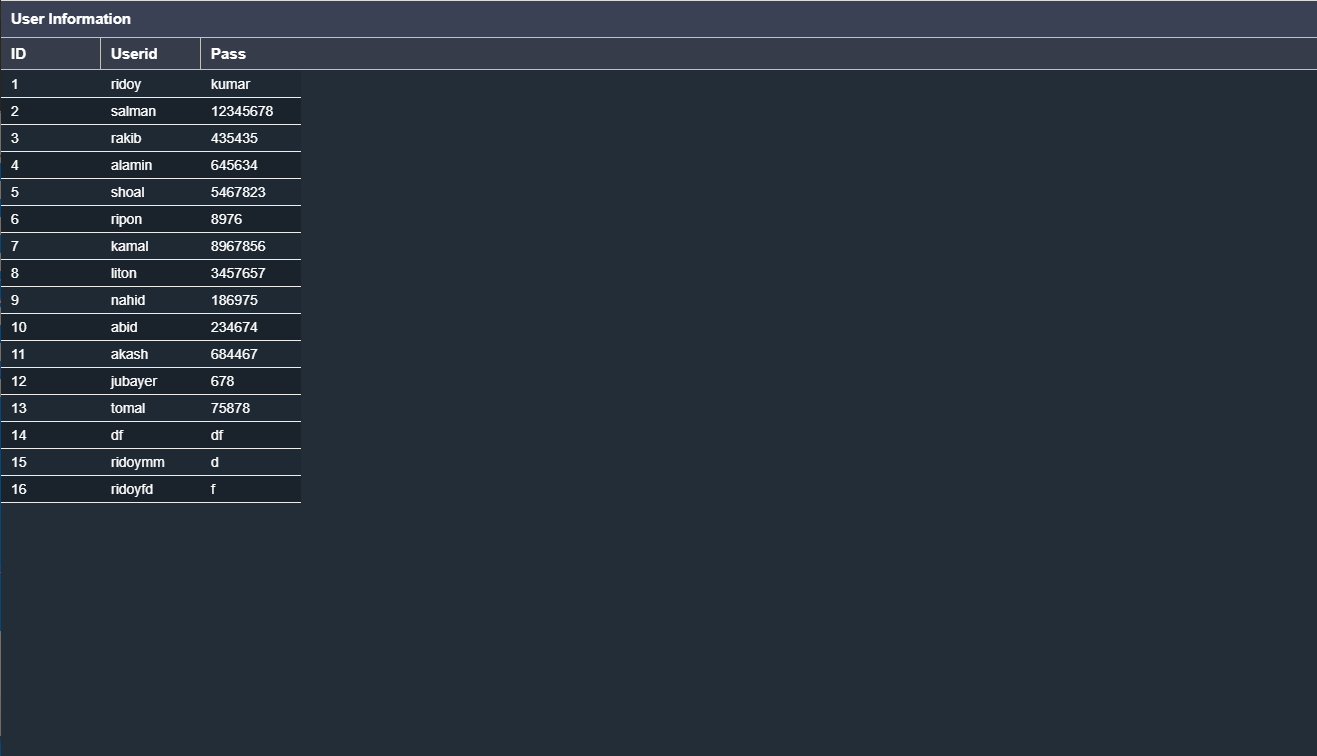 User Information
ID Userid Pass
1 ridoy kumar
2 salman 12345678
3 rakib 435435
4 alamin 645634
5 shoal 5467823
6 ripon 8976
7 kamal 8967856
8 liton 3457657
9 nahid 186975
10 abid 234674
11 akash 684467
12 jubayer 678
13 tomal 75878
14 df df
15 ridoymm d
16 ridoyfd f